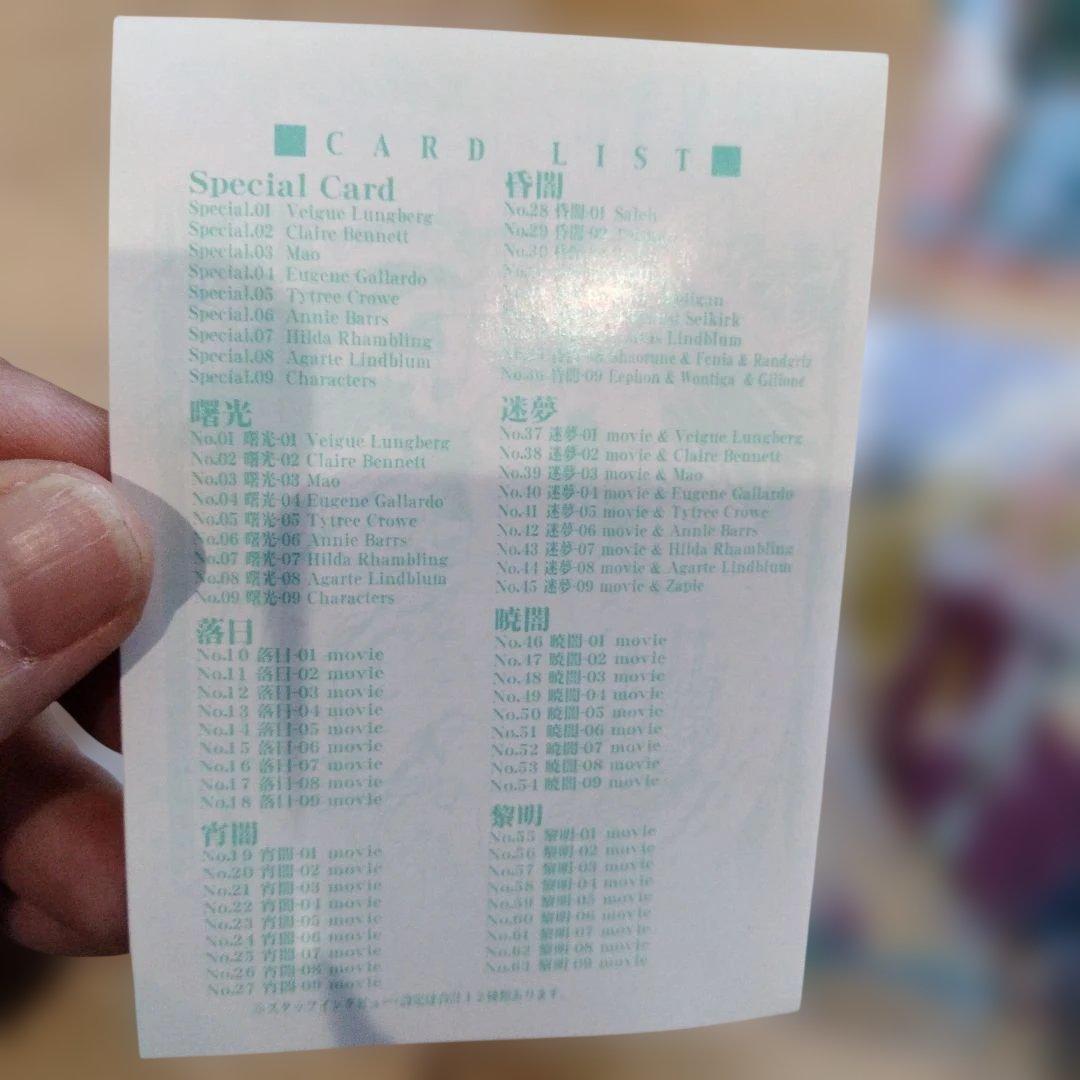 ■ CARD LIST ■
Special Card
Special.01 Veigue Lungberg
Special.02 Claire Bennett
Special.03 Mao
Special.04 Eugene Gallardo
Special.05 Tytree Crowe
Special.06 Annie Barrs
Special.07 Hilda Rhambling
Special.08 Agarte Lindblum
Special.09 Characters
曙光
No.01 曙光-01 Veigue Lungberg
No.02 曙光-02 Claire Bennett
No.03 曙光-03 Mao
No.04 曙光-04 Eugene Gallardo
No.05 曙光-05 Tytree Crowe
No.06 曙光-06 Annie Barrs
No.07 曙光-07 Hilda Rhambling
No.08 曙光-08 Agarte Lindblum
No.09 曙光-09 Characters
落日
No.10 落日-01 movie
No.11 落日-02 movie
No.12 落日-03 movie
No.13 落日-04 movie
No.14 落日-05 movie
No.15 落日-06 movie
No.16 落日-07 movie
No.17 落日-08 movie
No.18 落日-09 movie
宵闇
No.19 宵闇-01 movie
No.20 宵闇-02 movie
No.21 宵闇-03 movie
No.22 宵闇-04 movie
No.23 宵闇-05 movie
No.24 宵闇-06 movie
No.25 宵闇-07 movie
No.26 宵闇-08 movie
No.27 宵闇-09 movie
昏闇
No.28 昏闇-01 Saleh
No.29 昏闇-02
No.30 昏闇
Selkirk
Lindblum
Shaorune & Fenia & Randgriz
No.36 昏闇-09 Eephon & Wontiga & Gilione
迷夢
No.37 迷夢-01 movie & Veigue Lungberg
No.38 迷夢-02 movie & Claire Bennett
No.39 迷夢-03 movie & Mao
No.40 迷夢-04 movie & Eugene Gallardo
No.41 迷夢-05 movie & Tytree Crowe
No.42 迷夢-06 movie & Annie Barrs
No.43 迷夢-07 movie & Hilda Rhambling
No.44 迷夢-08 movie & Agarte Lindblum
No.45 迷夢-09 movie & Zapie
暁闇
No.46 暁闇-01 movie
No.47 暁闇-02 movie
No.48 暁闇-03 movie
No.49 暁闇-04 movie
No.50 暁闇-05 movie
No.51 暁闇-06 movie
No.52 暁闇-07 movie
No.53 暁闇-08 movie
No.54 暁闇-09 movie
黎明
No.55 黎明-01 movie
No.56 黎明-02 movie
No.57 黎明-03 movie
No.58 黎明-04 movie
No.59 黎明-05 movie
No.60 黎明-06 movie
No.61 黎明-07 movie
No.62 黎明-08 movie
No.63 黎明-09 movie